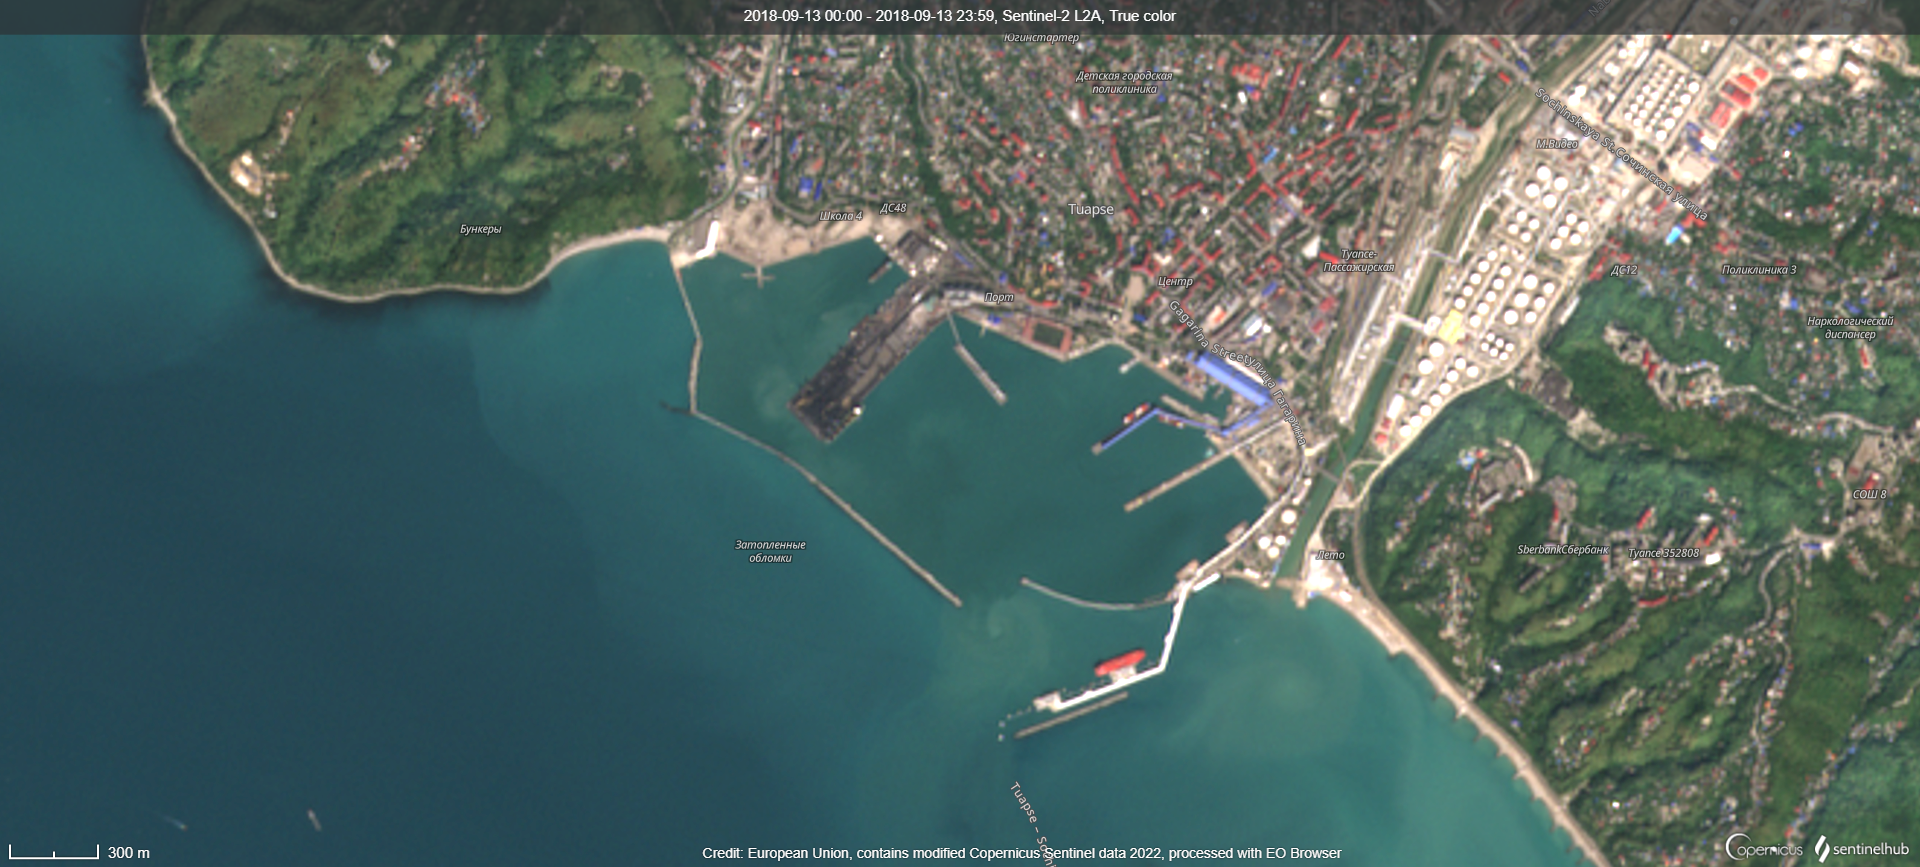 2018-09-13 00:00 - 2018-09-13 23:59, Sentinel-2 L2A, True color
Югинстартер
Детская городская
поликлиника
Sochinskaya St.Сочинская улица
М.Видео
Школа 4
ДС48
Tuapse
Бункеры
Туапсе-
Пассажирская
ДС12
Поликлиника 3
Центр
Порт
Gagarina Streetулица Гагарина
Наркологический
диспансер
СОШ 8
Затопленные
обломки
Лето
SberbankСбербанк
Туапсе 352808
Tuapse – Sochi
300 m
Credit: European Union, contains modified Copernicus Sentinel data 2022, processed with EO Browser
Copernicus
sentinelhub